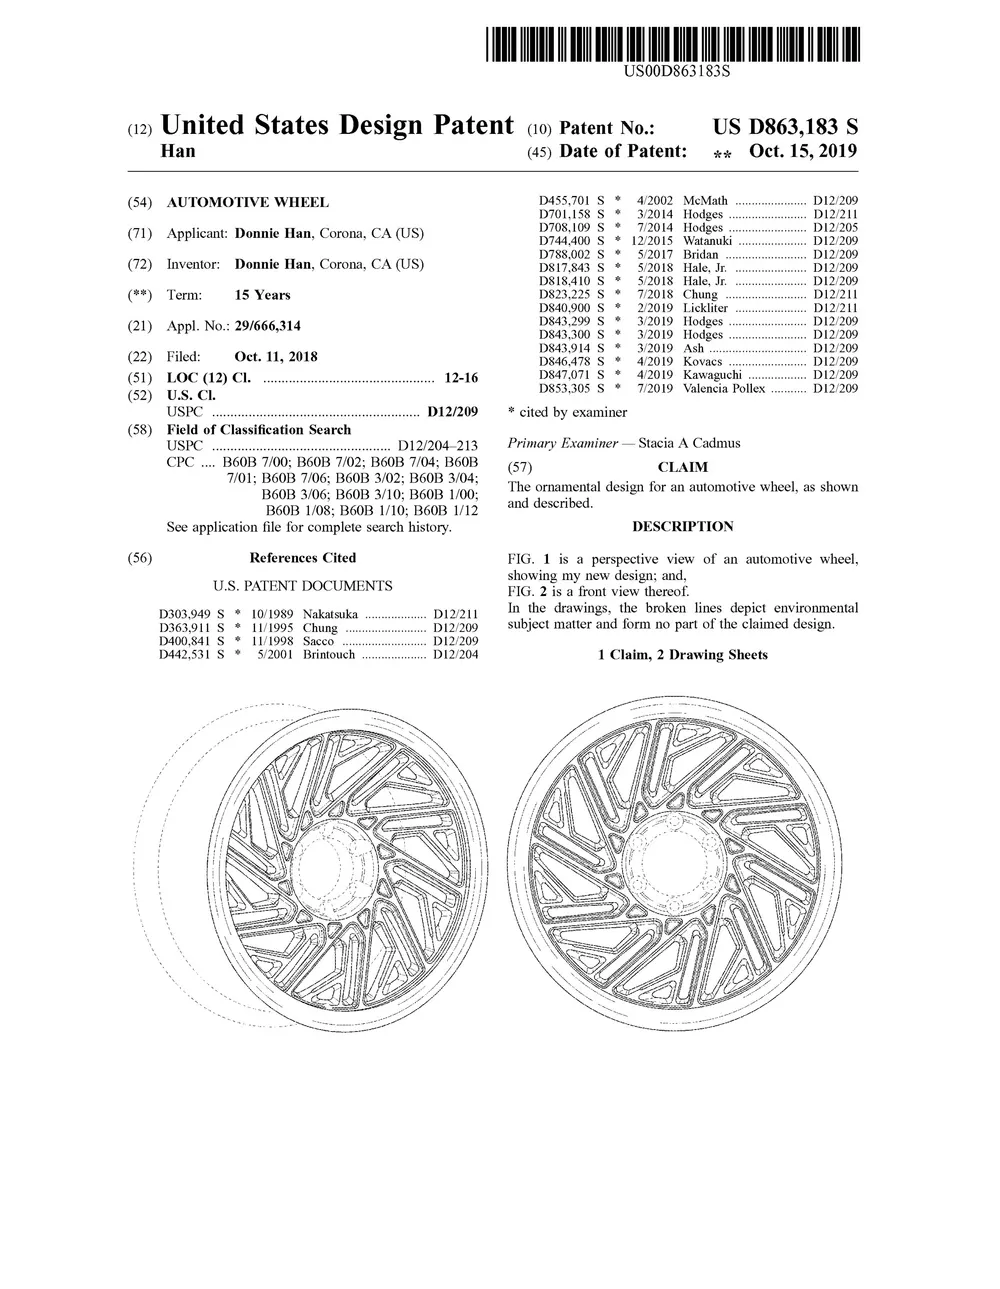 US00D863183S
(12) United States Design Patent
Han
(10) Patent No.: US D863,183 S
(45) Date of Patent: ** Oct. 15, 2019
(54) AUTOMOTIVE WHEEL
(71) Applicant: Donnie Han, Corona, CA (US)
(72) Inventor: Donnie Han, Corona, CA (US)
(**) Term: 15 Years
(21) Appl. No.: 29/666,314
(22) Filed: Oct. 11, 2018
(51) LOC (12) Cl. ............................................... 12-16
(52) U.S. Cl.
USPC ......................................................... D12/209
(58) Field of Classification Search
USPC ................................................. D12/204–213
CPC .... B60B 7/00; B60B 7/02; B60B 7/04; B60B
7/01; B60B 7/06; B60B 3/02; B60B 3/04;
B60B 3/06; B60B 3/10; B60B 1/00;
B60B 1/08; B60B 1/10; B60B 1/12
See application file for complete search history.
(56) References Cited
U.S. PATENT DOCUMENTS
D303,949 S * 10/1989 Nakatsuka ................... D12/211
D363,911 S * 11/1995 Chung ......................... D12/209
D400,841 S * 11/1998 Sacco .......................... D12/209
D442,531 S * 5/2001 Brintouch .................... D12/204
D455,701 S * 4/2002 McMath ...................... D12/209
D701,158 S * 3/2014 Hodges ........................ D12/211
D708,109 S * 7/2014 Hodges ........................ D12/205
D744,400 S * 12/2015 Watanuki ..................... D12/209
D788,002 S * 5/2017 Bridan ......................... D12/209
D817,843 S * 5/2018 Hale, Jr. ...................... D12/209
D818,410 S * 5/2018 Hale, Jr. ...................... D12/209
D823,225 S * 7/2018 Chung ......................... D12/211
D840,900 S * 2/2019 Lickliter ...................... D12/211
D843,299 S * 3/2019 Hodges ........................ D12/209
D843,300 S * 3/2019 Hodges ........................ D12/209
D843,914 S * 3/2019 Ash .............................. D12/209
D846,478 S * 4/2019 Kovacs ........................ D12/209
D847,071 S * 4/2019 Kawaguchi .................. D12/209
D853,305 S * 7/2019 Valencia Pollex ........... D12/209
* cited by examiner
Primary Examiner — Stacia A Cadmus
(57) CLAIM
The ornamental design for an automotive wheel, as shown
and described.
DESCRIPTION
FIG. 1 is a perspective view of an automotive wheel,
showing my new design; and,
FIG. 2 is a front view thereof.
In the drawings, the broken lines depict environmental
subject matter and form no part of the claimed design.
1 Claim, 2 Drawing Sheets